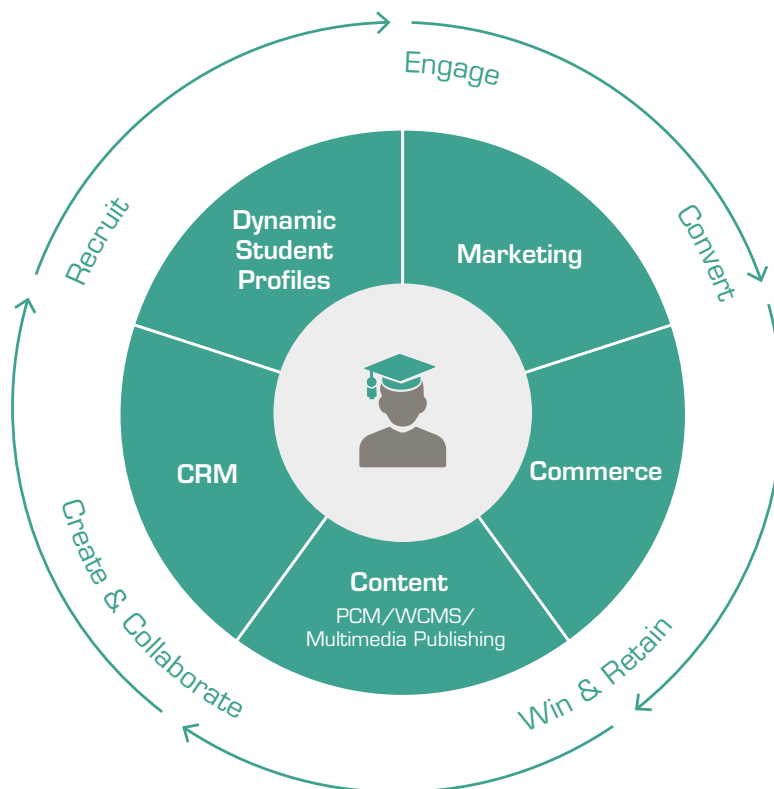 Engage
Convert
Win & Retain
Create & Collaborate
Recruit
Dynamic
Student
Profiles
Marketing
Commerce
Content
PCM/WCMS/
Multimedia Publishing
CRM